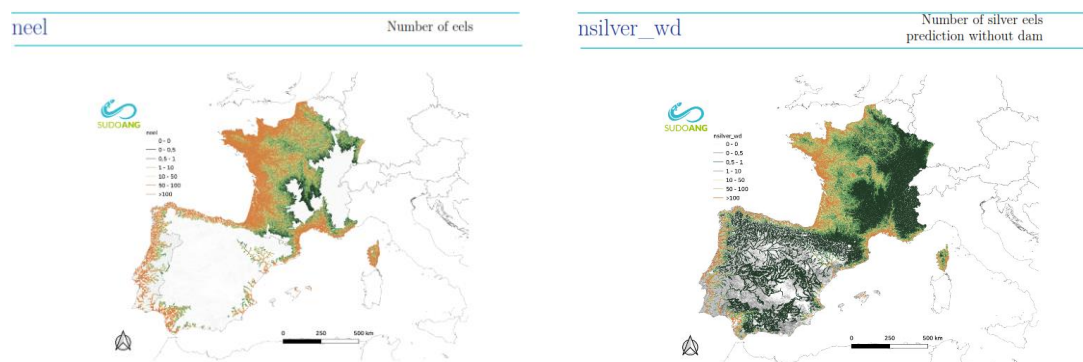 neel
Number of eels
SUDOANG
neel
0 - 0
0 - 0,5
0,5 - 1
1 - 10
10 - 50
50 - 100
>100
0 250 500 km
nsilver_wd
Number of silver eels
prediction without dam
SUDOANG
nsilver_wd
0 - 0
0 - 0,5
0,5 - 1
1 - 10
10 - 50
50 - 100
>100
0 250 500 km